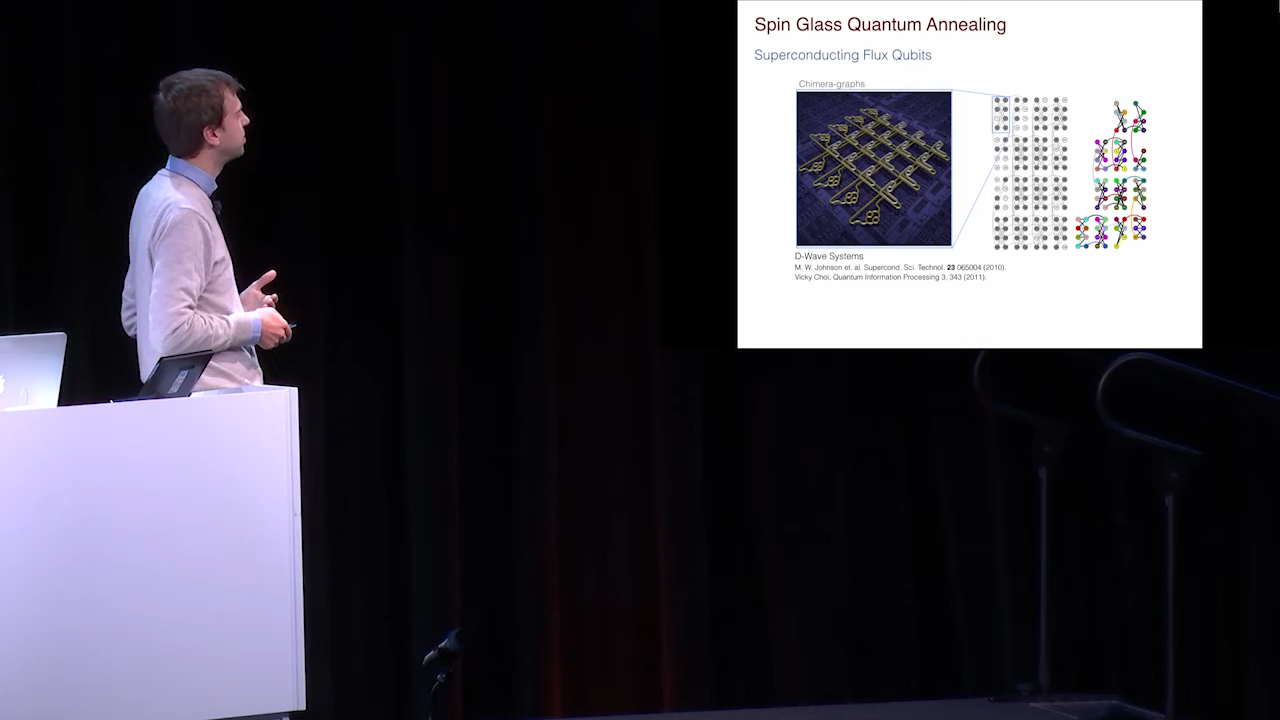 Spin Glass Quantum Annealing
Superconducting Flux Qubits
Chimera-graphs
D-Wave Systems
M. W. Johnson et. al. Supercond. Sci. Technol. 23 065004 (2010).
Vicky Choi, Quantum Information Processing 3, 343 (2011).